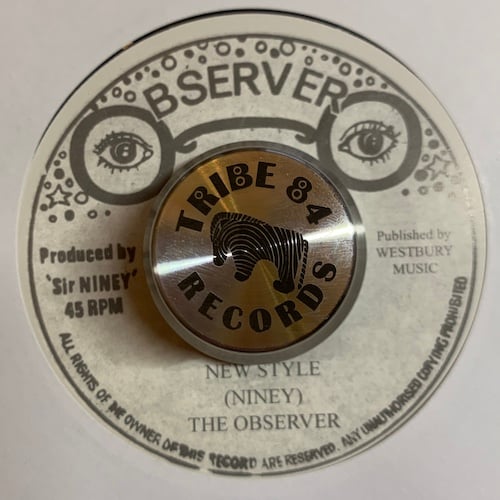 OBSERVER
TRIBE 84
RECORDS
Produced by
'Sir NINEY'
45 RPM
Published by
WESTBURY
MUSIC
NEW STYLE
(NINEY)
THE OBSERVER
ALL RIGHTS OF THE OWNER OF THIS RECORD ARE RESERVED. ANY UNAUTHORISED COPYING PROHIBITED